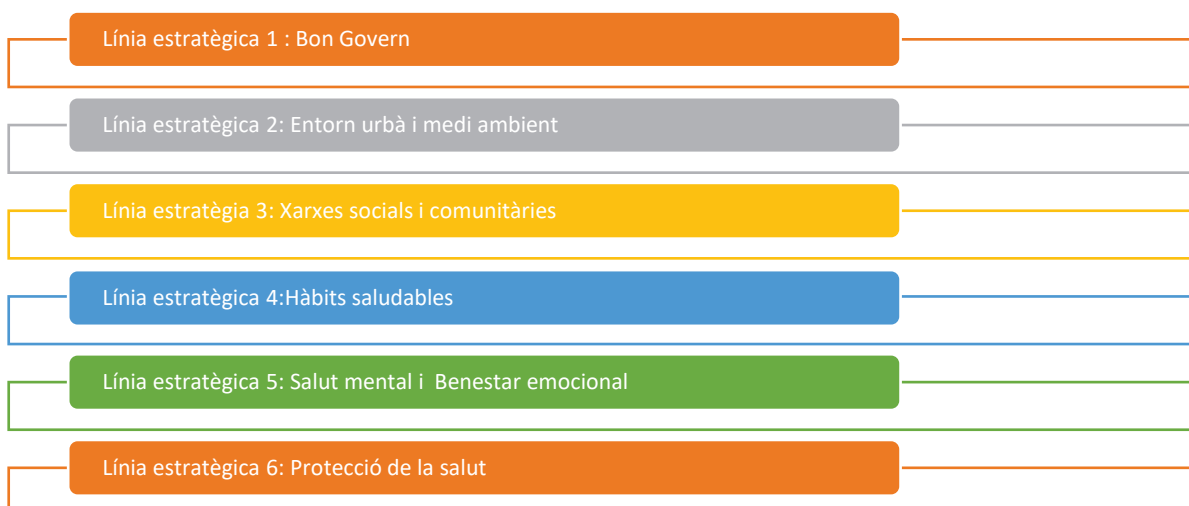 Línia estratègica 1 : Bon Govern
Línia estratègica 2: Entorn urbà i medi ambient
Línia estratègia 3: Xarxes socials i comunitàries
Línia estratègica 4:Hàbits saludables
Línia estratègica 5: Salut mental i  Benestar emocional
Línia estratègica 6: Protecció de la salut